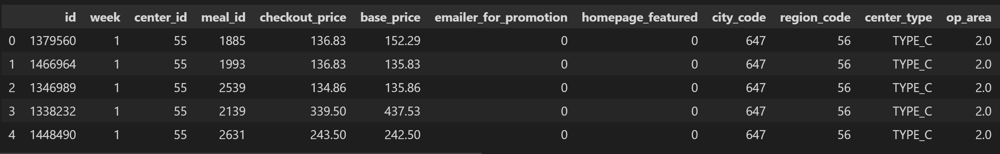 id week center_id meal_id checkout_price base_price emailer_for_promotion homepage_featured city_code region_code center_type op_area
0 1379560 1 55 1885 136.83 152.29 0 0 647 56 TYPE_C 2.0
1 1466964 1 55 1993 136.83 135.83 0 0 647 56 TYPE_C 2.0
2 1346989 1 55 2539 134.86 135.86 0 0 647 56 TYPE_C 2.0
3 1338232 1 55 2139 339.50 437.53 0 0 647 56 TYPE_C 2.0
4 1448490 1 55 2631 243.50 242.50 0 0 647 56 TYPE_C 2.0